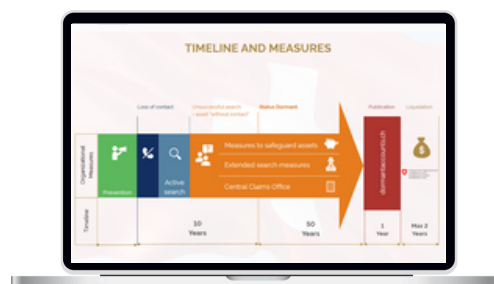 TIMELINE AND MEASURES
Loss of contact
Unsuccessful search
– asset "without contact"
Status Dormant
Publication
Liquidation
Organizational
Measures
Prevention
Active
search
Measures to safeguard assets
Extended search measures
Central Claims Office
dormantaccounts.ch
Timeline
10
Years
50
Years
1
Year
Max 2
Years